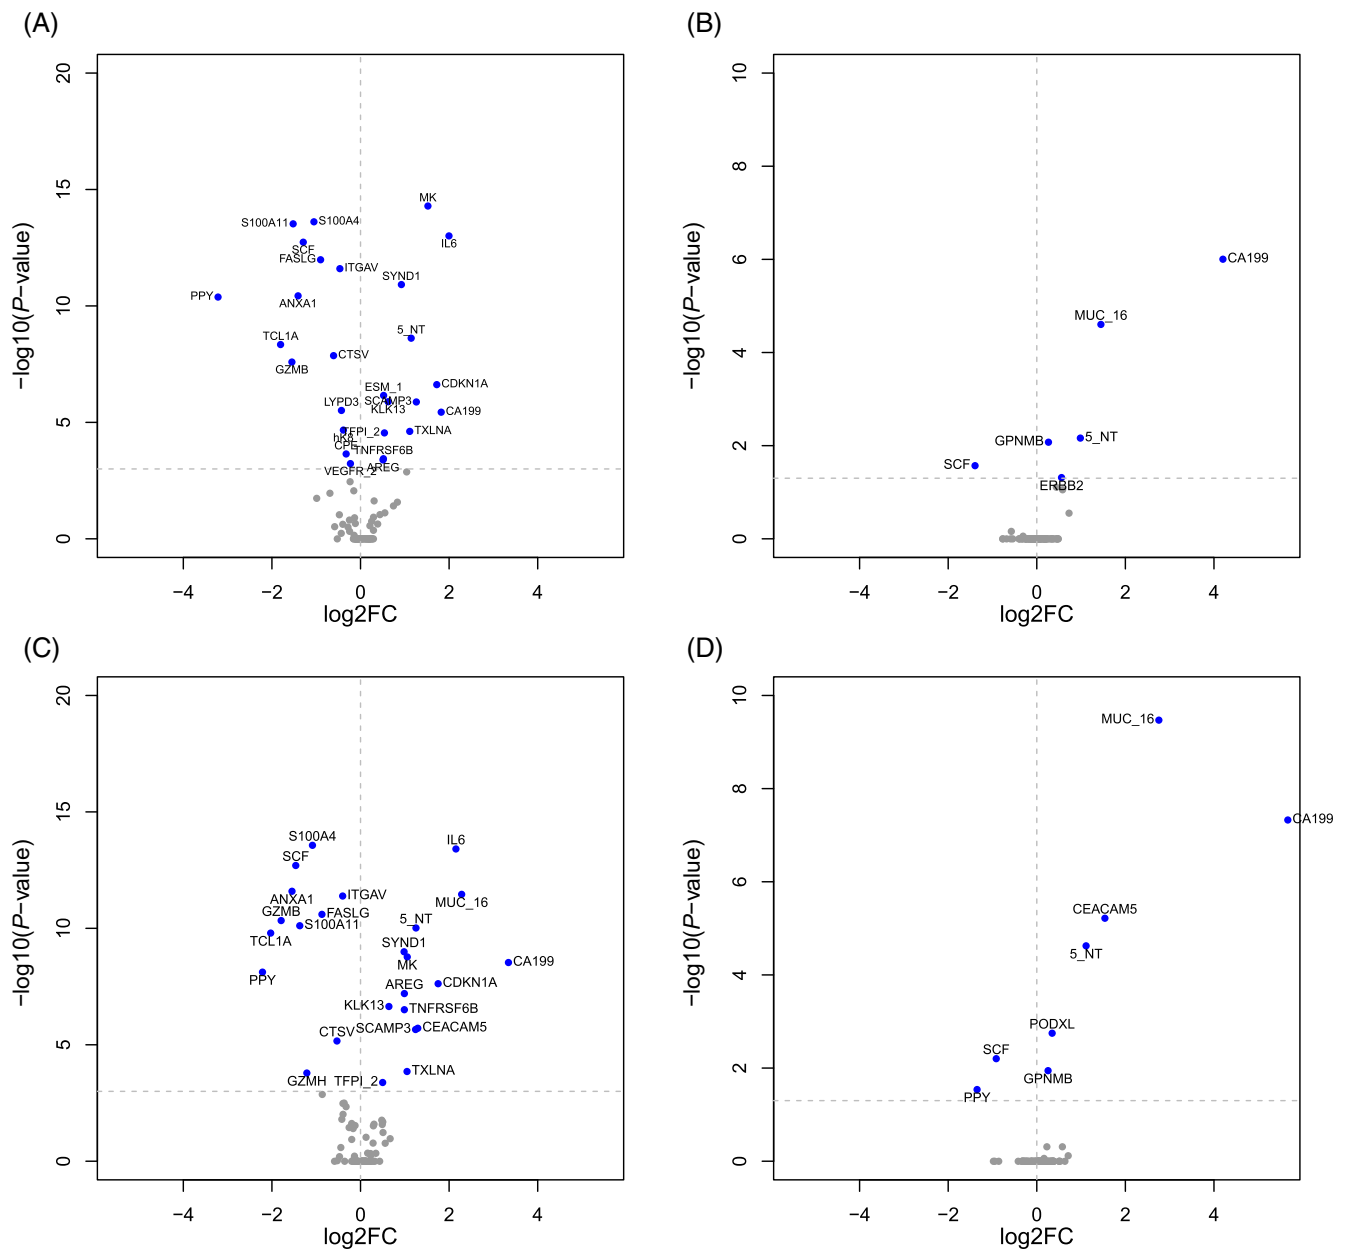 (A)
20
15
10
5
0
−log10(P−value)
MK
S100A11
S100A4
IL6
SCF
FASLG
ITGAV
SYND1
PPY
ANXA1
TCL1A
5_NT
CTSV
GZMB
ESM_1
CDKN1A
LYPD3
SCAMP3
KLK13
CA199
TFPI_2
TXLNA
hK8
CPE
TNFRSF6B
VEGFR_2
AREG
−4
−2
0
2
4
log2FC
(B)
10
8
6
4
2
0
−log10(P−value)
CA199
MUC_16
GPNMB
5_NT
SCF
ERBB2
−4
−2
0
2
4
log2FC
(C)
20
15
10
5
0
−log10(P−value)
S100A4
IL6
SCF
ANXA1
ITGAV
MUC_16
GZMB
FASLG
S100A11
5_NT
TCL1A
SYND1
MK
CA199
PPY
AREG
CDKN1A
KLK13
TNFRSF6B
CTSV
SCAMP3
CEACAM5
GZMH
TFPI_2
TXLNA
−4
−2
0
2
4
log2FC
(D)
10
8
6
4
2
0
−log10(P−value)
MUC_16
CA199
CEACAM5
5_NT
PODXL
SCF
GPNMB
PPY
−4
−2
0
2
4
log2FC